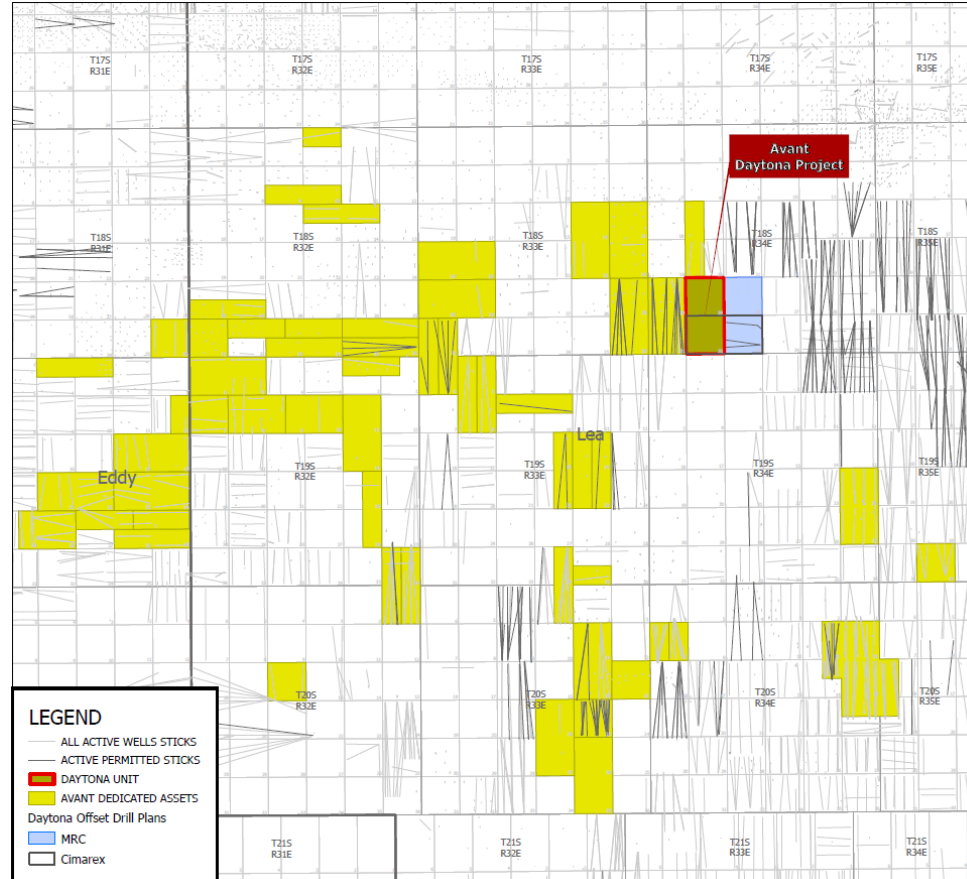 T17S
R31E
T17S
R32E
T17S
R33E
T17S
R34E
T17S
R35E
Avant
Daytona Project
T18S
R31E
T18S
R32E
T18S
R33E
T18S
R34E
T18S
R35E
Lea
Eddy
T19S
R32E
T19S
R33E
T19S
R34E
T19S
R35E
T20S
R32E
T20S
R33E
T20S
R34E
T20S
R35E
LEGEND
ALL ACTIVE WELLS STICKS
ACTIVE PERMITTED STICKS
DAYTONA UNIT
AVANT DEDICATED ASSETS
Daytona Offset Drill Plans
MRC
Cimarex
T21S
R31E
T21S
R32E
T21S
R33E
T21S
R34E